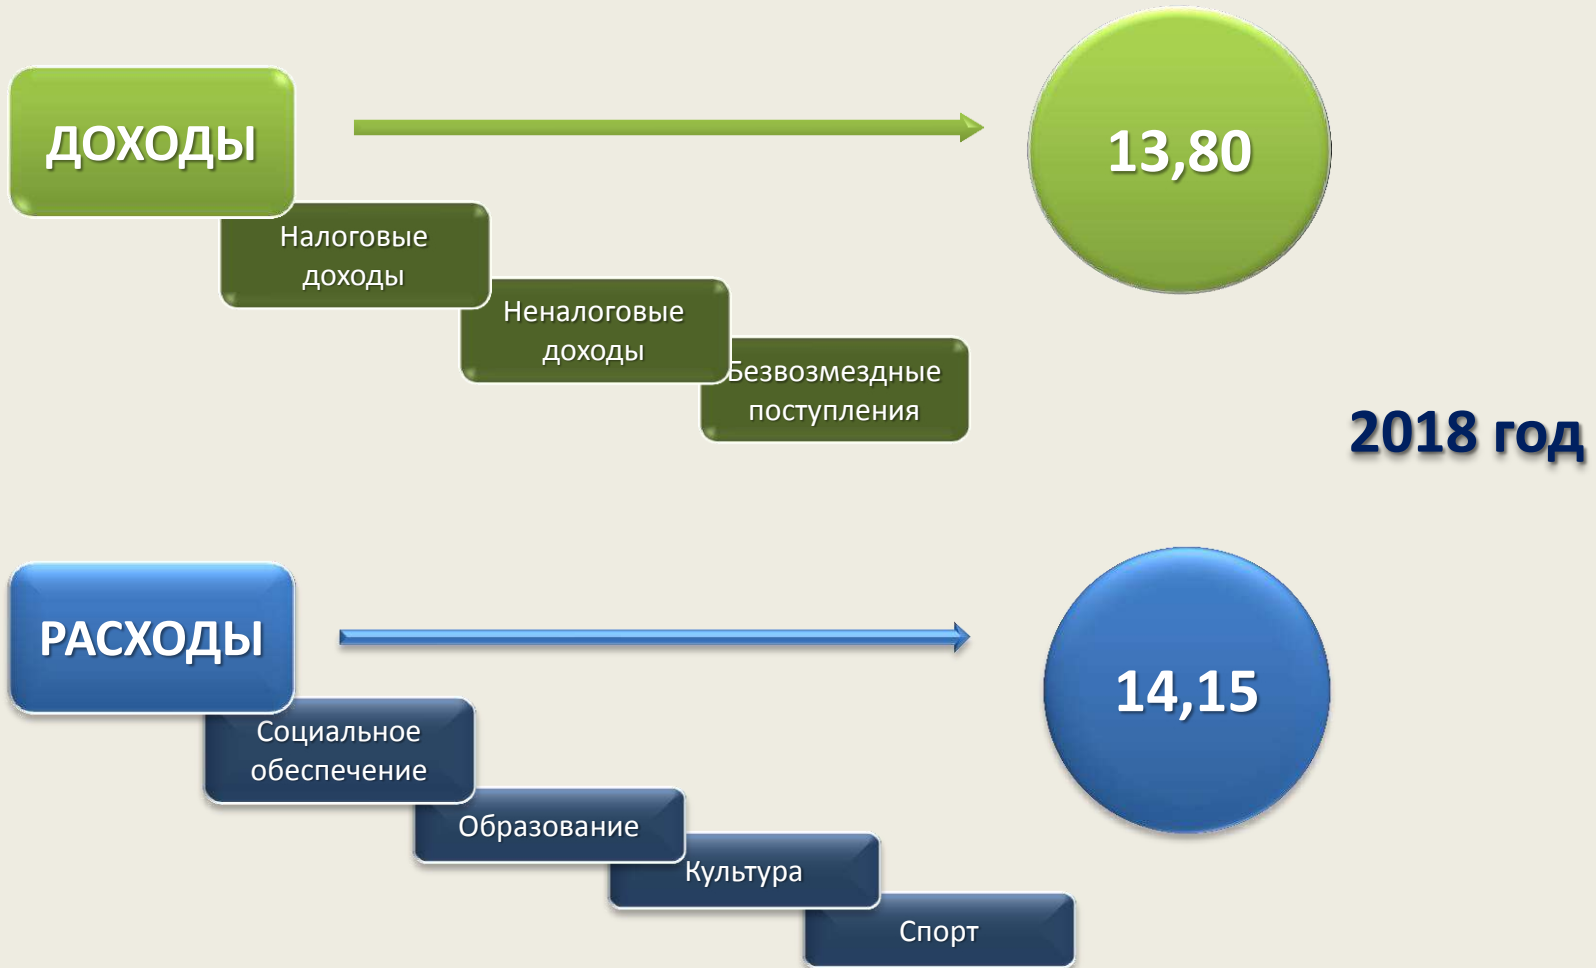 ДОХОДЫ
13,80
Налоговые
доходы
Неналоговые
доходы
Безвозмездные
поступления
2018 год
РАСХОДЫ
14,15
Социальное
обеспечение
Образование
Культура
Спорт